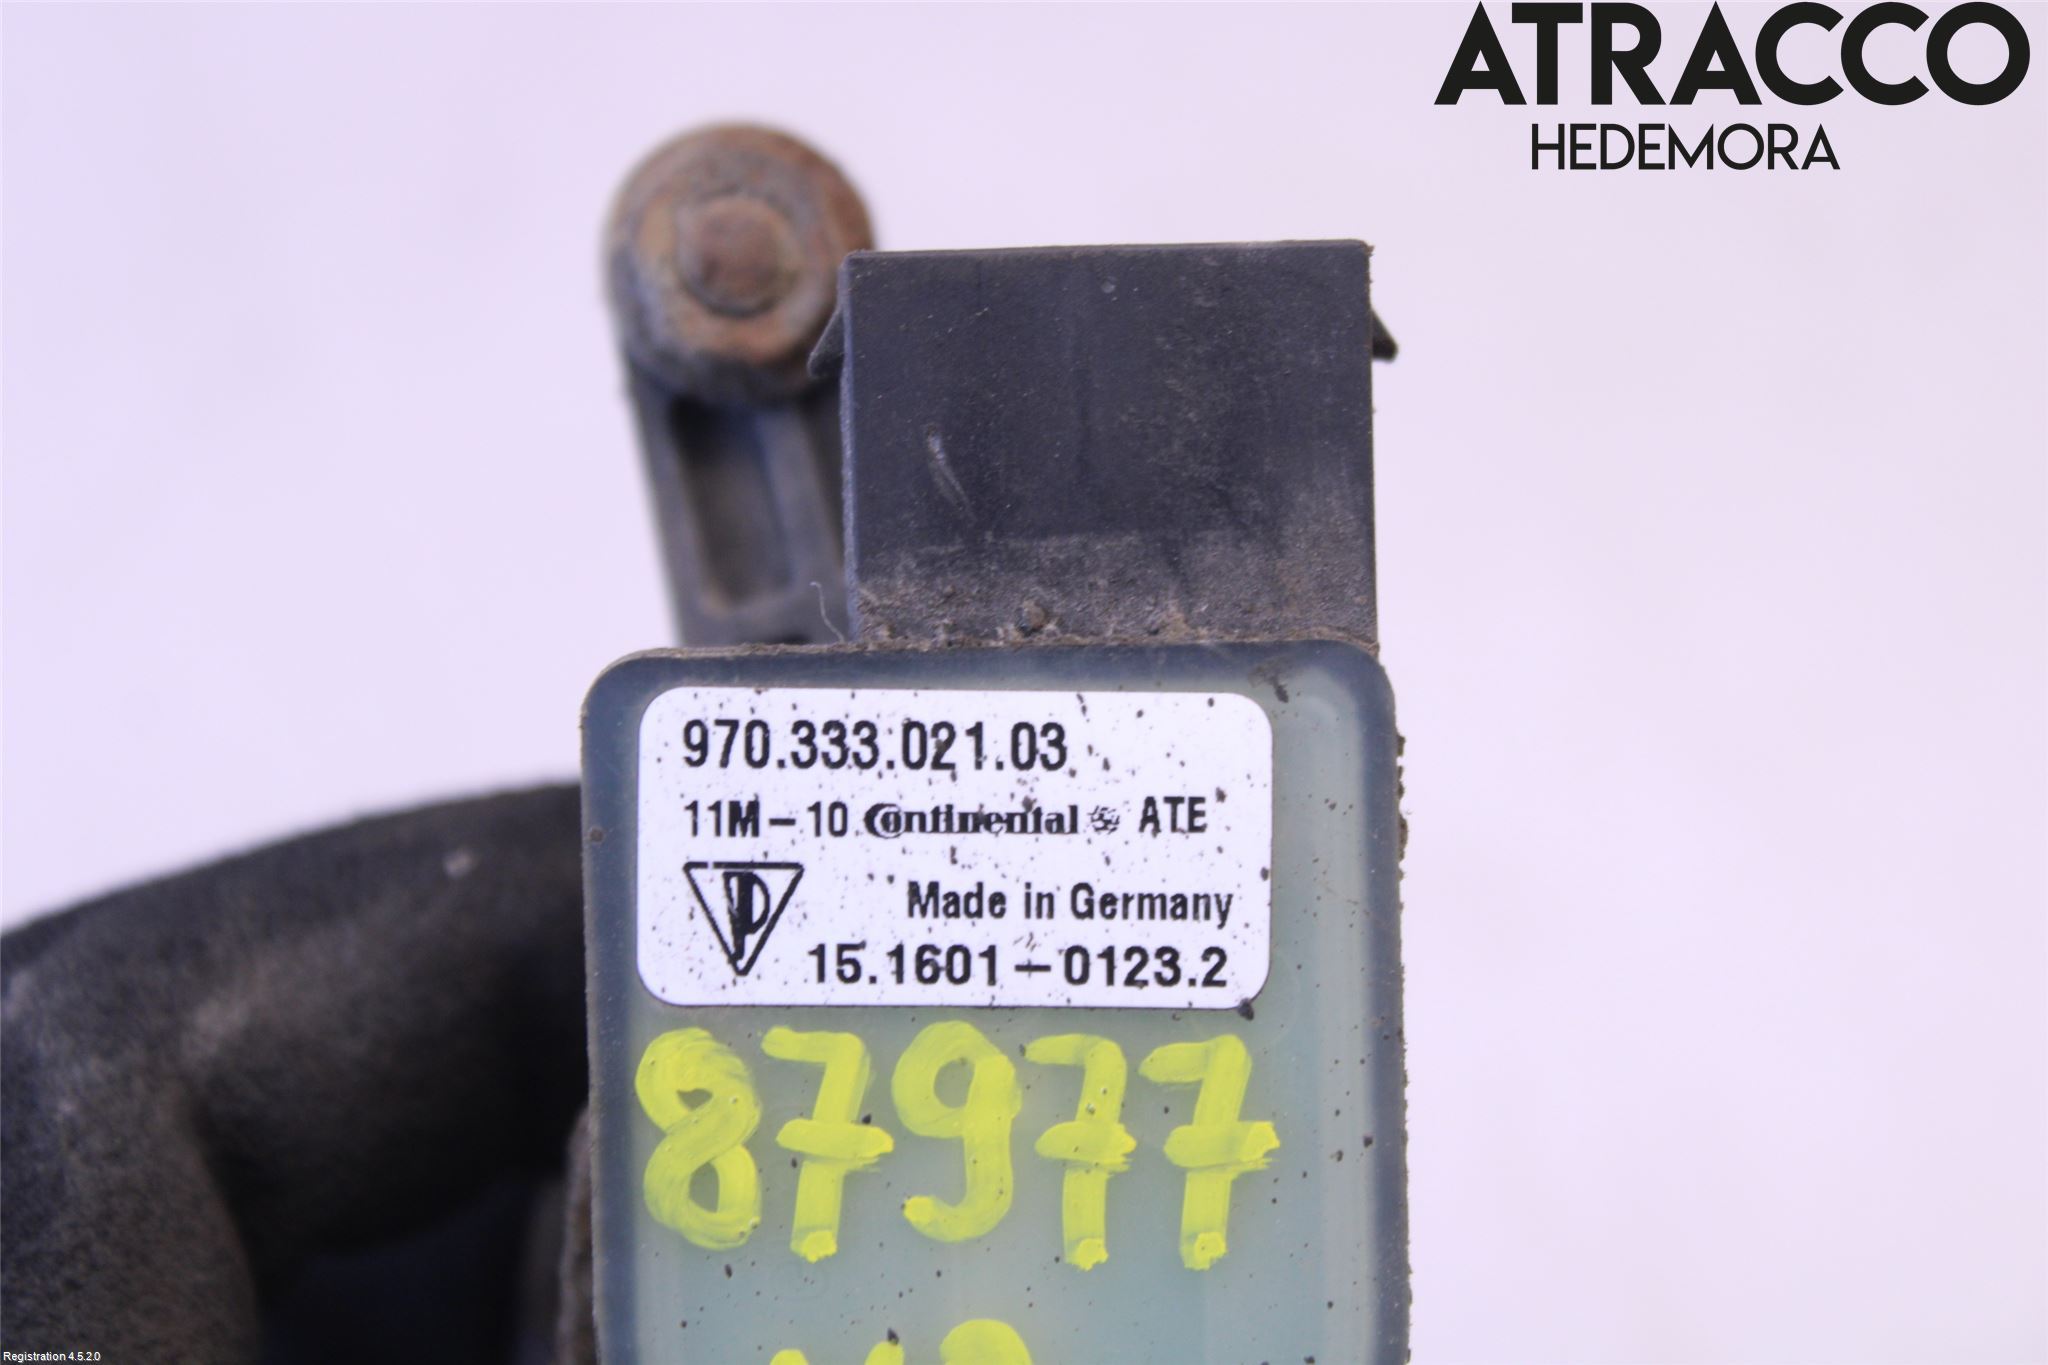 ATRACCO
HEDEMORA
970.333.021.03
11M-10 Continental ATE
Made in Germany
15.1601-0123.2
87977
Registration 4.5.2.0